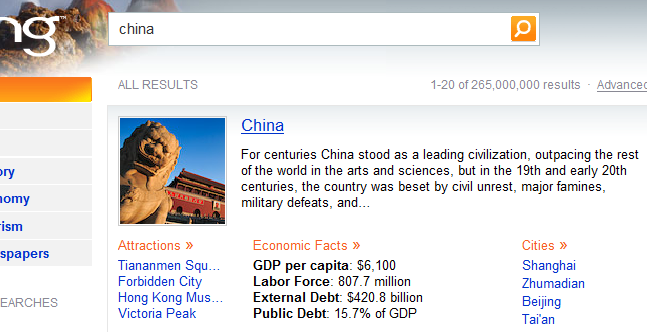 ng™
china
ALL RESULTS
1-20 of 265,000,000 results · Advanced
ory
nomy
rism
spapers
EARCHES
China
For centuries China stood as a leading civilization, outpacing the rest
of the world in the arts and sciences, but in the 19th and early 20th
centuries, the country was beset by civil unrest, major famines,
military defeats, and...
Attractions »
Tiananmen Squ...
Forbidden City
Hong Kong Mus...
Victoria Peak
Economic Facts »
GDP per capita: $6,100
Labor Force: 807.7 million
External Debt: $420.8 billion
Public Debt: 15.7% of GDP
Cities »
Shanghai
Zhumadian
Beijing
Tai'an